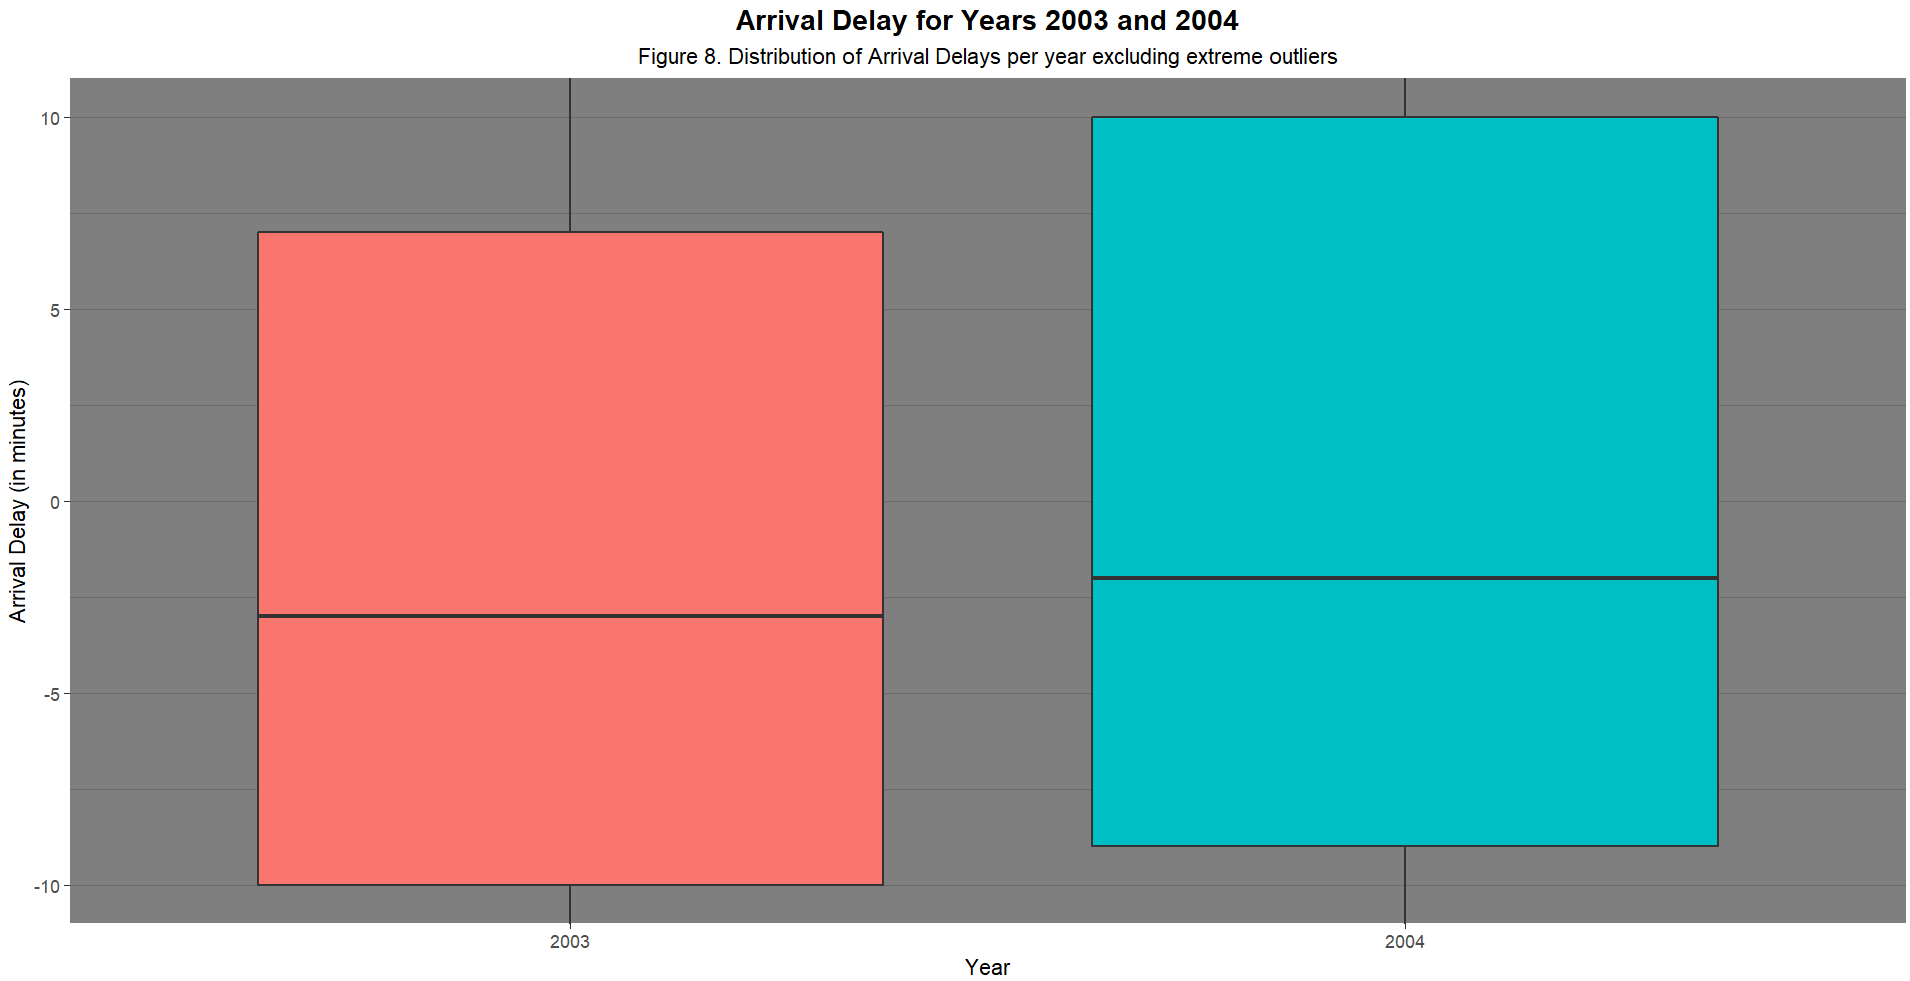 Arrival Delay for Years 2003 and 2004
Figure 8. Distribution of Arrival Delays per year excluding extreme outliers
Arrival Delay (in minutes)
10
5
0
-5
-10
2003
2004
Year